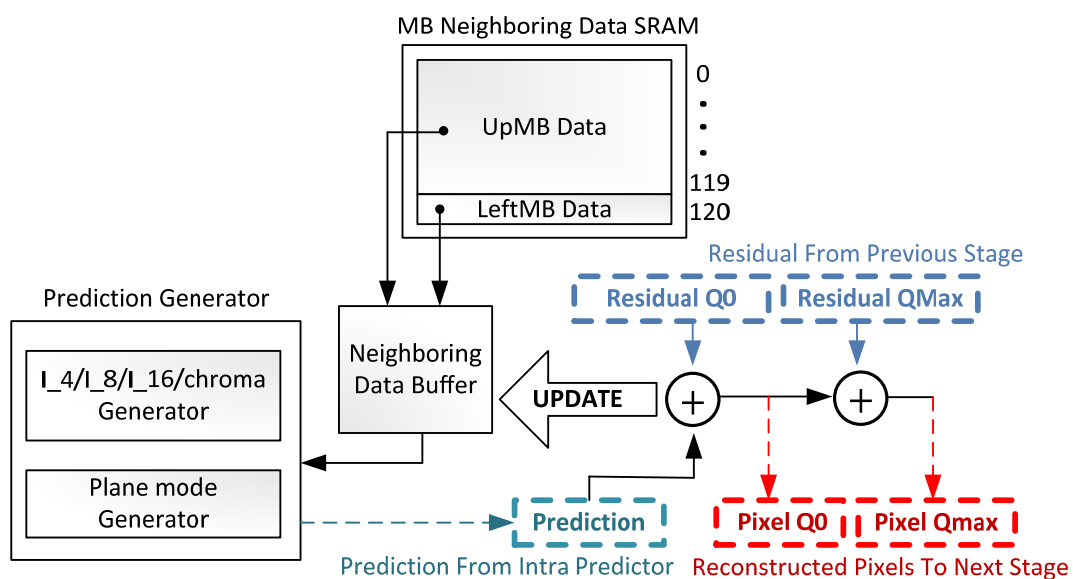 MB Neighboring Data SRAM
UpMB Data
0
119
LeftMB Data
120
Residual From Previous Stage
Residual Q0
Residual QMax
Prediction Generator
I_4/I_8/I_16/chroma
Generator
Plane mode
Generator
Neighboring
Data Buffer
UPDATE
+
+
Prediction
Pixel Q0
Pixel Qmax
Prediction From Intra Predictor
Reconstructed Pixels To Next Stage